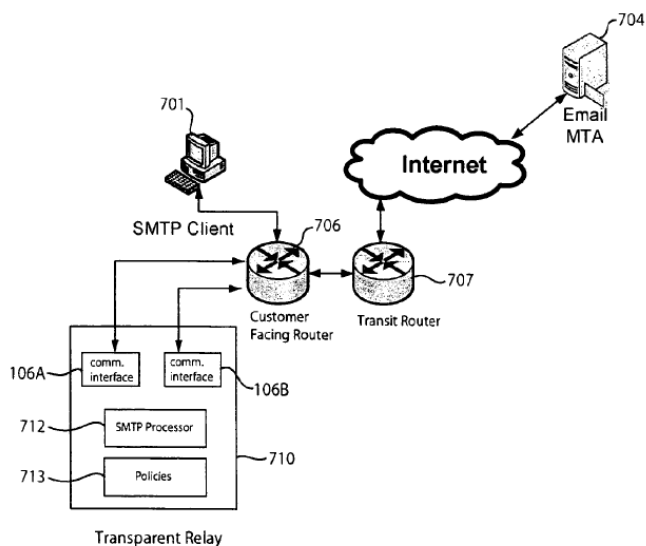 704
Email
MTA
701
Internet
SMTP Client
706
707
Customer
Facing Router
Transit Router
comm.
interface
comm.
interface
106A
106B
712
SMTP Processor
710
713
Policies
Transparent Relay